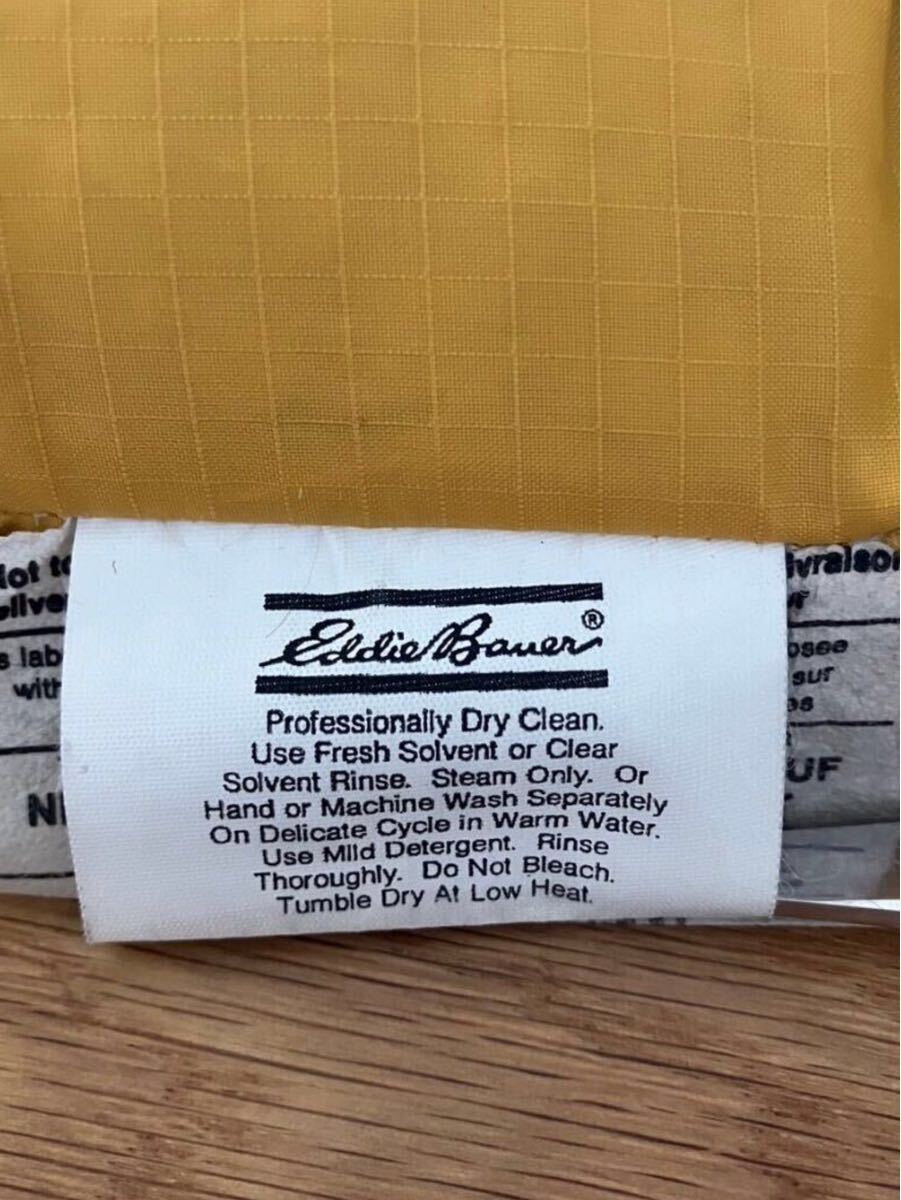 Eddie Bauer®
Professionally Dry Clean.
Use Fresh Solvent or Clear
Solvent Rinse. Steam Only. Or
Hand or Machine Wash Separately
On Delicate Cycle in Warm Water.
Use Mild Detergent. Rinse
Thoroughly. Do Not Bleach.
Tumble Dry At Low Heat.
sur
UF